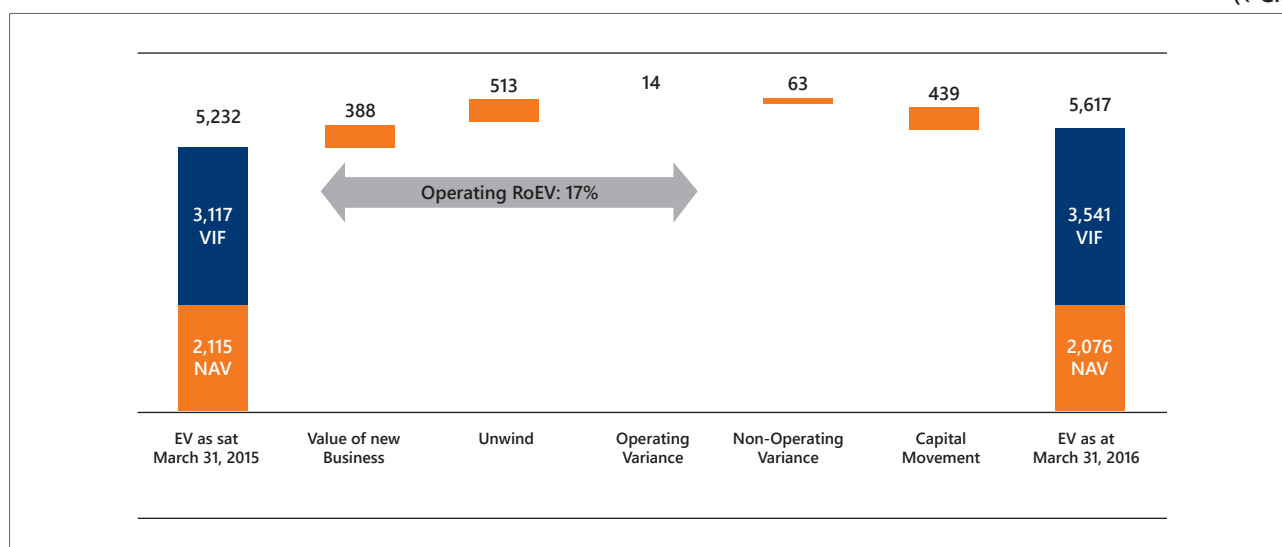 5,232
388
513
14
63
439
5,617
Operating RoEV: 17%
3,117
VIF
3,541
VIF
2,115
NAV
2,076
NAV
EV as sat
March 31, 2015
Value of new
Business
Unwind
Operating
Variance
Non-Operating
Variance
Capital
Movement
EV as at
March 31, 2016